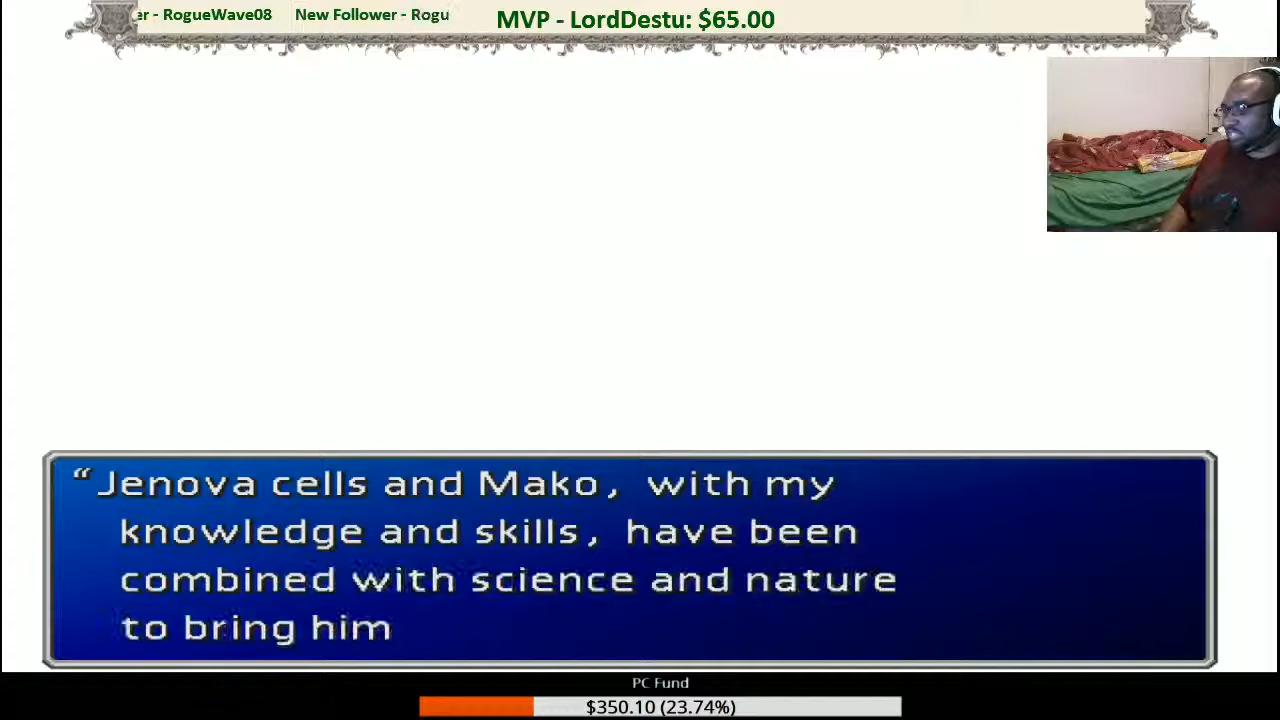 er - RogueWave08 New Follower - Rogu
MVP - LordDestu: $65.00
“Jenova cells and Mako, with my
knowledge and skills, have been
combined with science and nature
to bring him
PC Fund
$350.10 (23.74%)